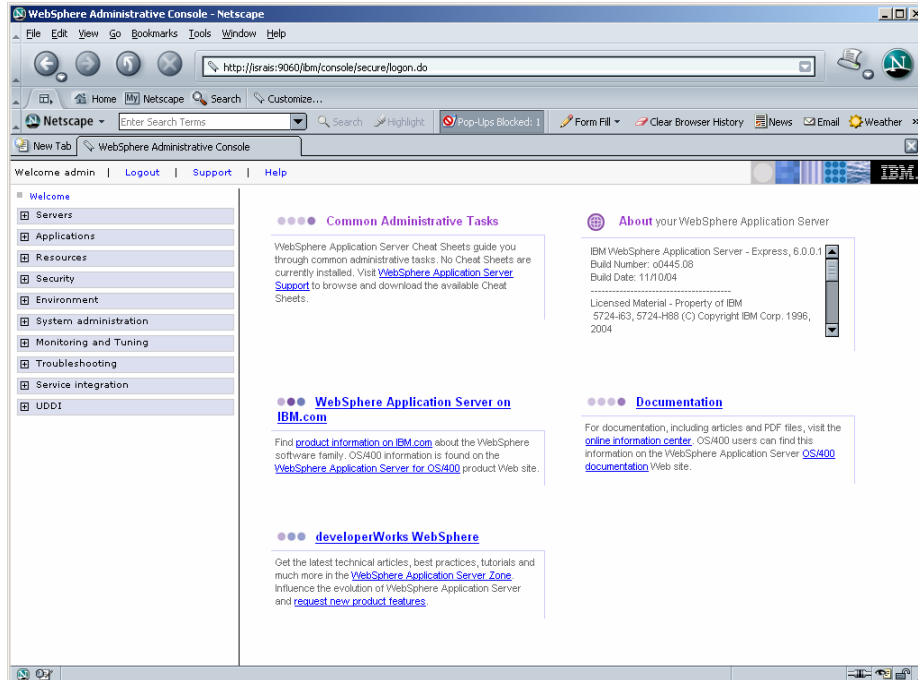 WebSphere Administrative Console - Netscape
File Edit View Go Bookmarks Tools Window Help
http://israis:9060/ibm/console/secure/logon.do
Home My Netscape Search Customize...
Netscape Enter Search Terms Search Highlight Pop-Ups Blocked: 1 Form Fill Clear Browser History News Email Weather
New Tab WebSphere Administrative Console
Welcome admin | Logout | Support | Help IBM.
Welcome
Servers
Applications
Resources
Security
Environment
System administration
Monitoring and Tuning
Troubleshooting
Service integration
UDDI
Common Administrative Tasks
WebSphere Application Server Cheat Sheets guide you
through common administrative tasks. No Cheat Sheets are
currently installed. Visit WebSphere Application Server
Support to browse and download the available Cheat
Sheets.
About your WebSphere Application Server
IBM WebSphere Application Server - Express, 6.0.0.1
Build Number: o0445.08
Build Date: 11/10/04
--------------------------------------
Licensed Material - Property of IBM
5724-i63, 5724-H88 (C) Copyright IBM Corp. 1996,
2004
WebSphere Application Server on
IBM.com
Find product information on IBM.com about the WebSphere
software family. OS/400 information is found on the
WebSphere Application Server for OS/400 product Web site.
Documentation
For documentation, including articles and PDF files, visit the
online information center. OS/400 users can find this
information on the WebSphere Application Server OS/400
documentation Web site.
developerWorks WebSphere
Get the latest technical articles, best practices, tutorials and
much more in the WebSphere Application Server Zone.
Influence the evolution of WebSphere Application Server
and request new product features.